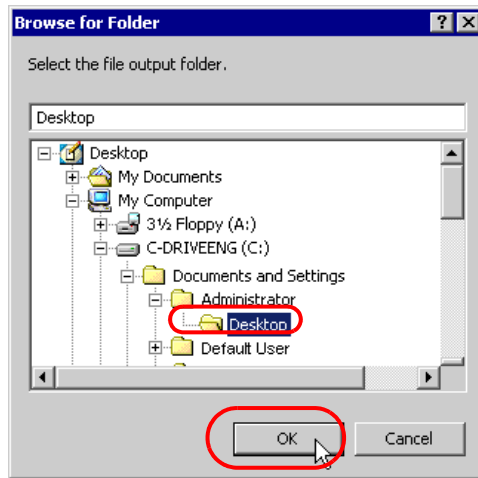 Browse for Folder
Select the file output folder.
Desktop
Desktop
My Documents
My Computer
3½ Floppy (A:)
C-DRIVEENG (C:)
Documents and Settings
Administrator
Desktop
Default User
OK
Cancel